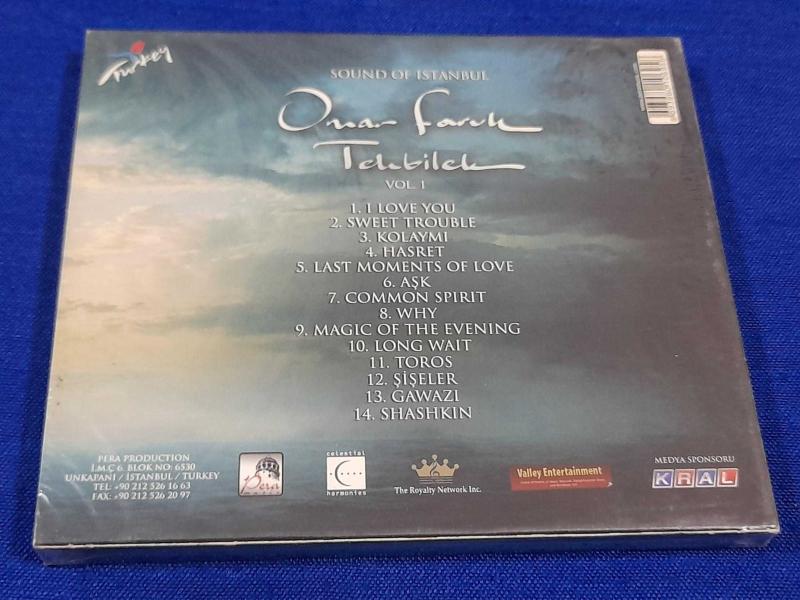 Turkey
SOUND OF ISTANBUL
Omar Faruk
Tekbilek
VOL. 1
1. I LOVE YOU
2. SWEET TROUBLE
3. KOLAYMI
4. HASRET
5. LAST MOMENTS OF LOVE
6. AŞK
7. COMMON SPIRIT
8. WHY
9. MAGIC OF THE EVENING
10. LONG WAIT
11. TOROS
12. ŞİŞELER
13. GAWAZI
14. SHASHKIN
PERA PRODUCTION
İ.M.Ç 6. BLOK NO: 6530
UNKAPANI / İSTANBUL / TURKEY
TEL: +90 212 526 16 63
FAX: +90 212 526 20 97
Pera
celestial
harmonies
The Royalty Network Inc.
Valley Entertainment
MEDYA SPONSORU
KRAL